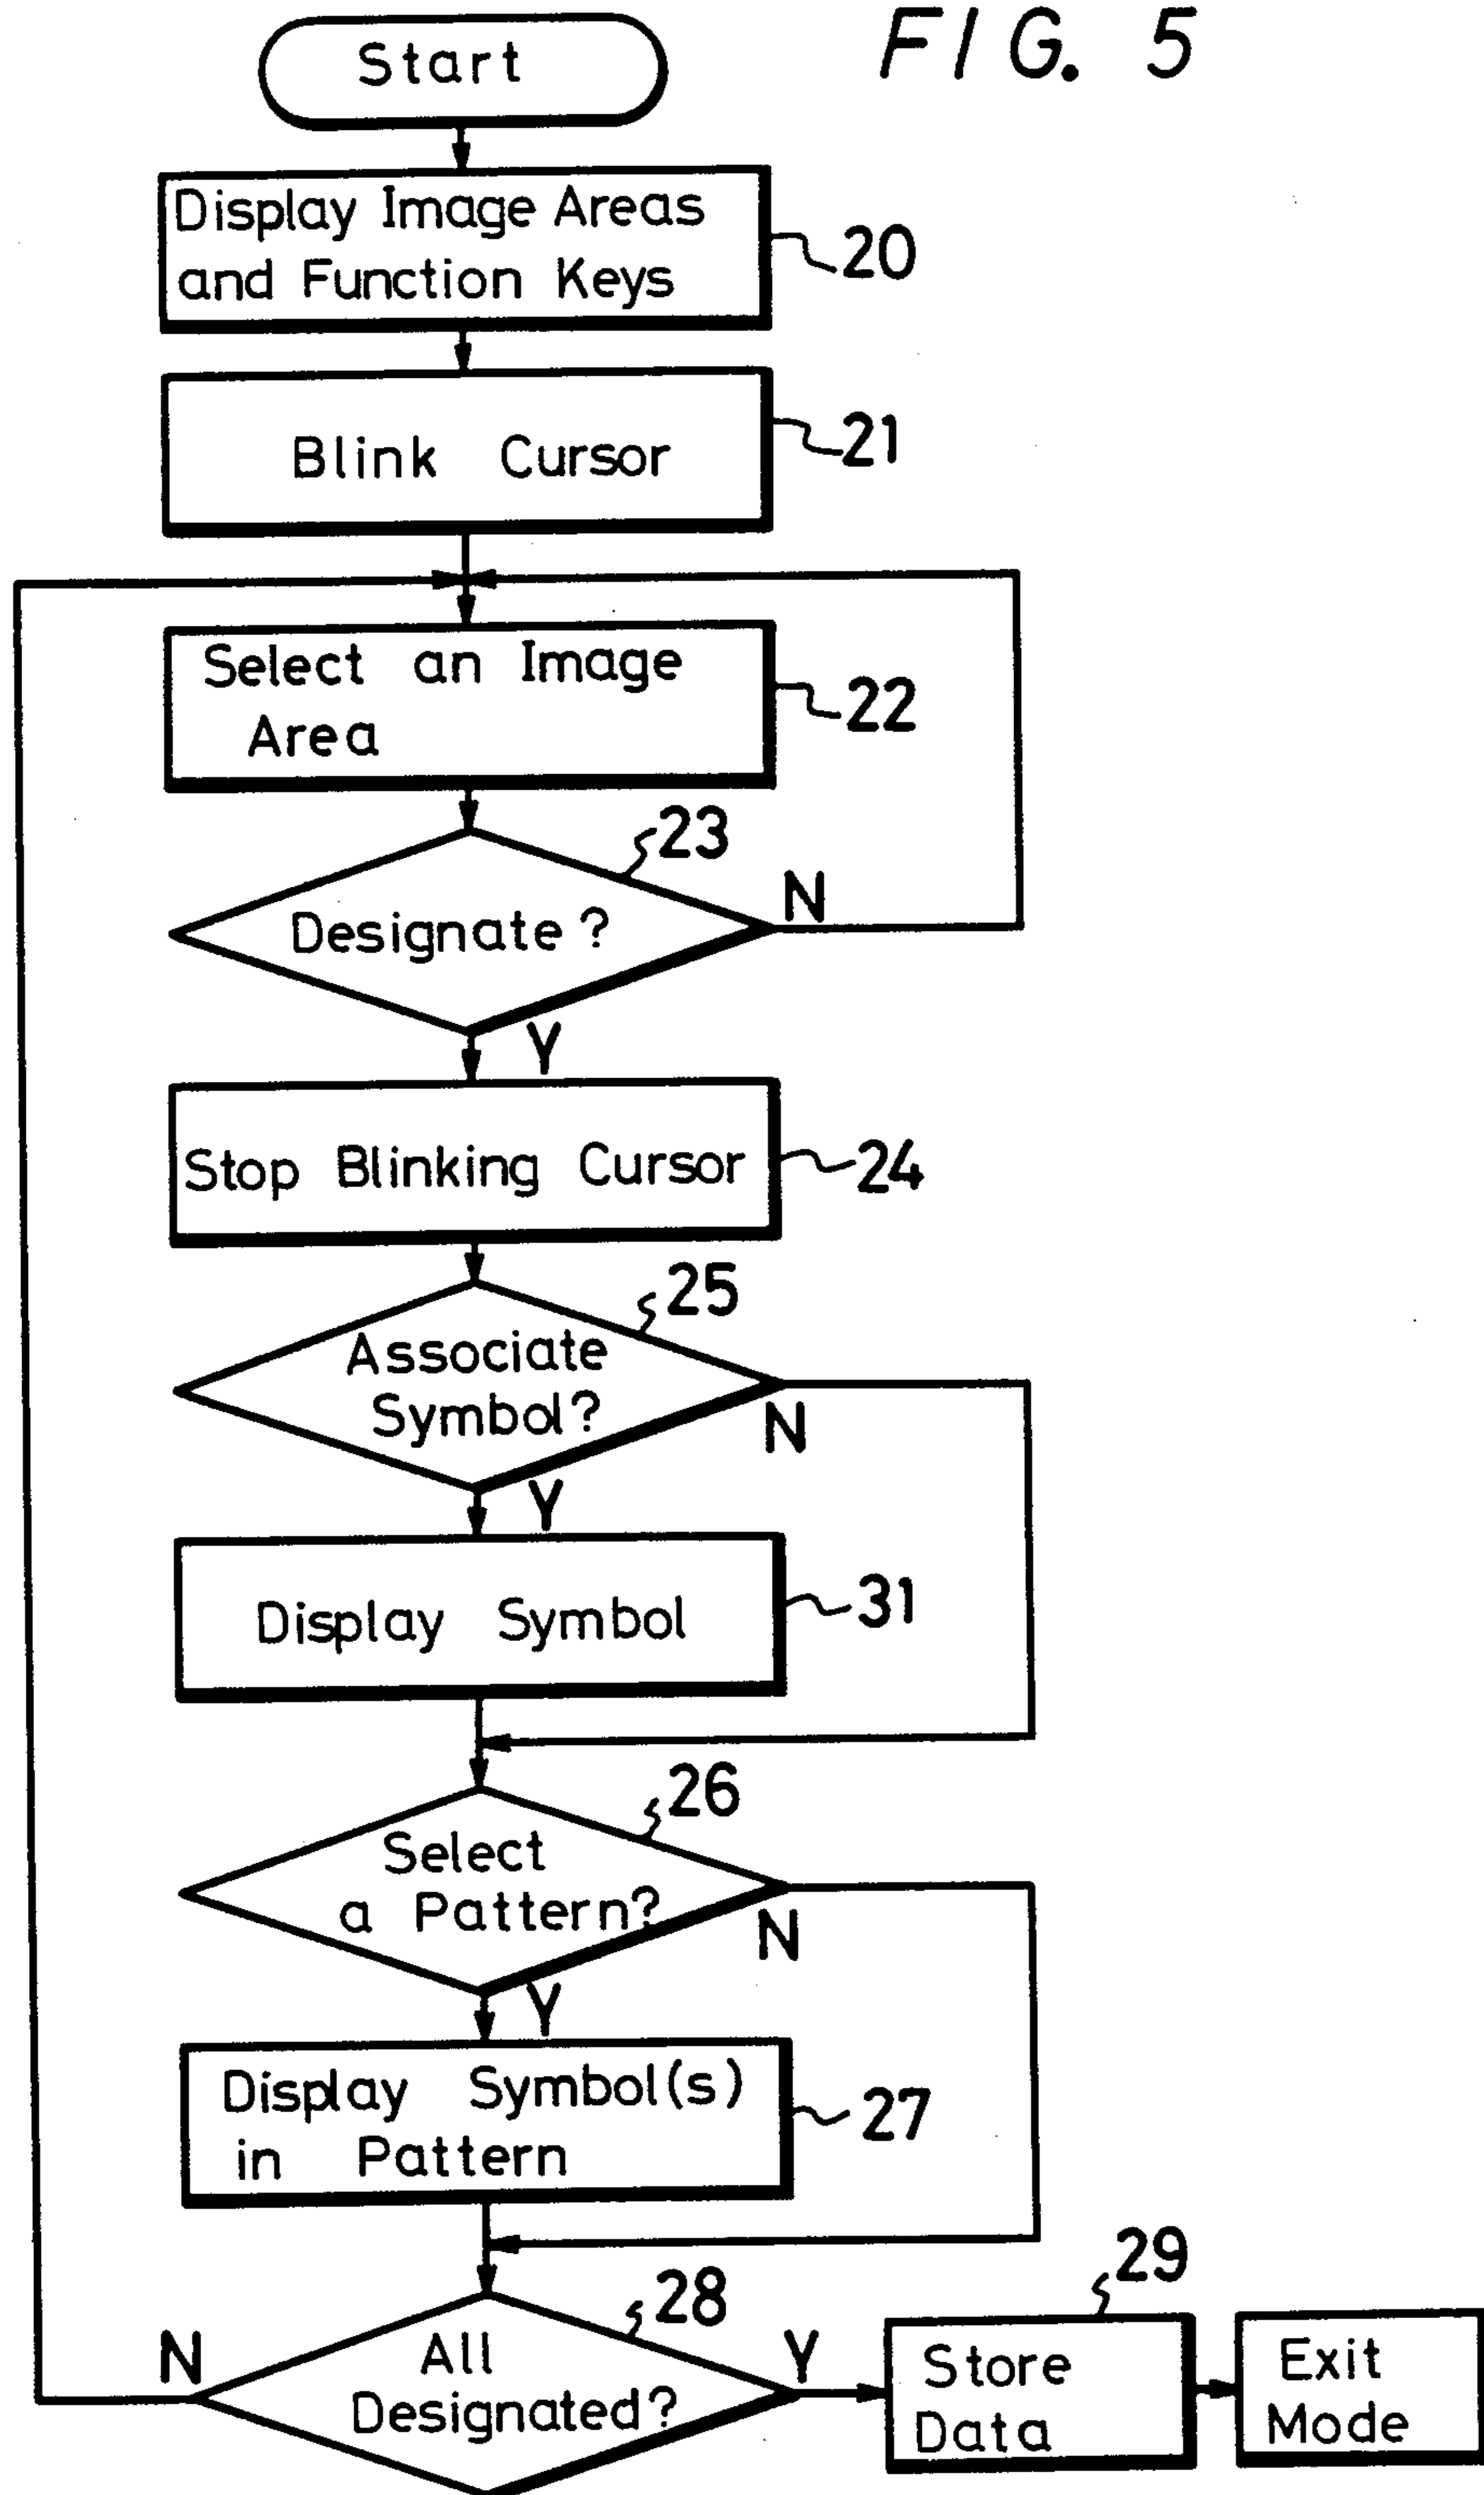 FIG. 5
Start
Display Image Areas
and Function Keys
20
Blink Cursor
21
Select an Image
Area
22
23
Designate ?
N
Y
Stop Blinking Cursor
24
25
Associate
Symbol?
N
Y
Display Symbol
31
26
Select
a Pattern?
N
Y
Display Symbol(s)
in Pattern
27
28
All
Designated?
N
Y
29
Store
Data
Exit
Mode